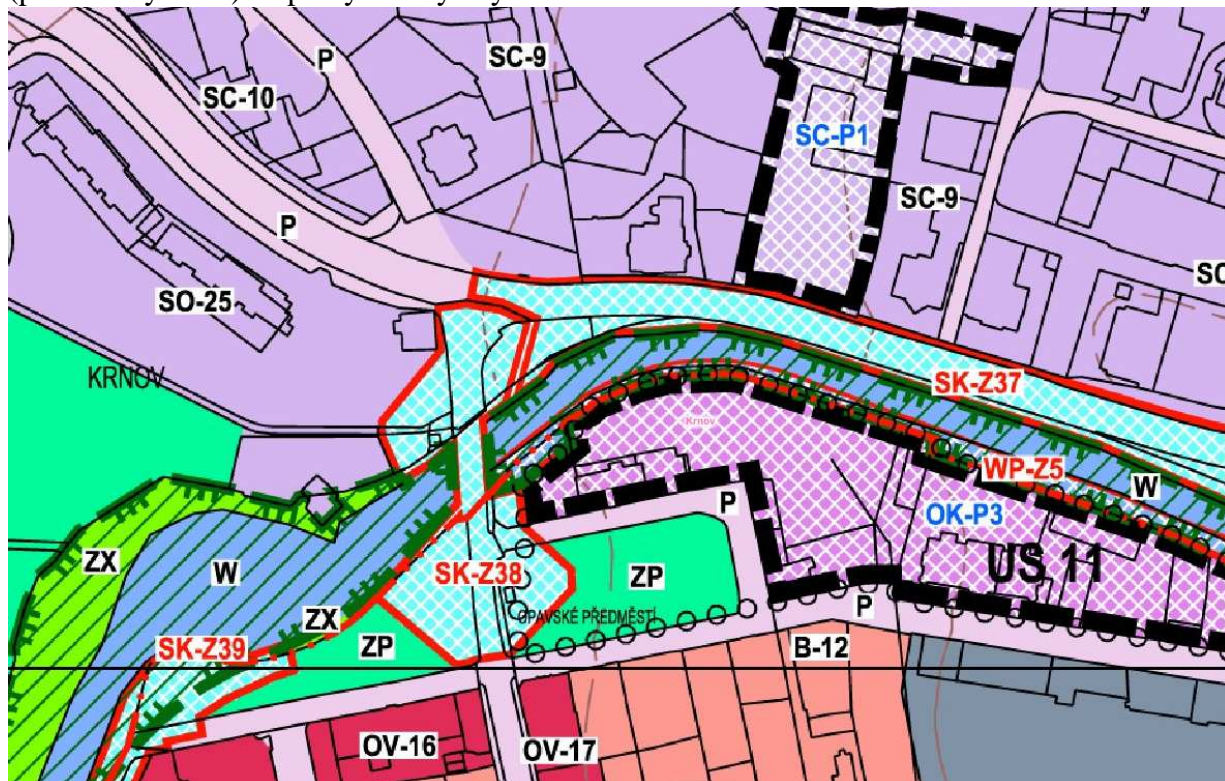 P
SC-9
SC-10
SC-P1
SC-9
P
SO-25
SC
KRNOV
SK-Z37
Krnov
WP-Z5
W
P
OK-P3
US 11
ZX
W
SK-Z38
ZP
ZX
OPAVSKÉ PŘEDMĚSTÍ
P
SK-Z39
ZP
B-12
OV-16
OV-17